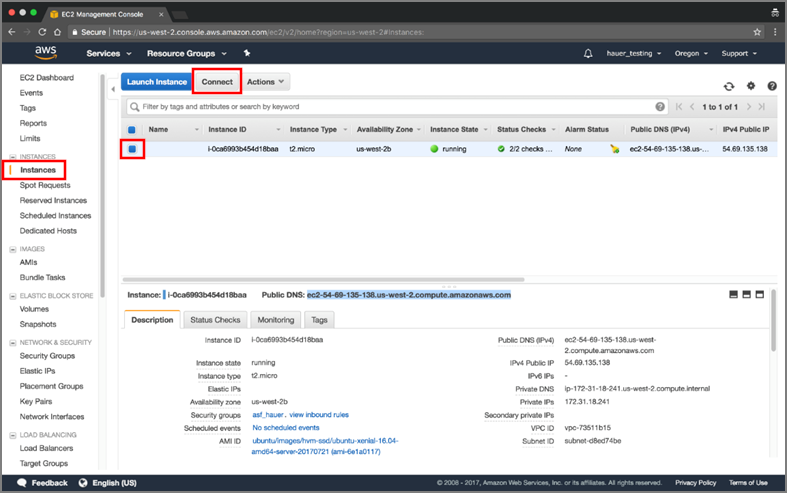 EC2 Management Console
Secure https://us-west-2.console.aws.amazon.com/ec2/v2/home?region=us-west-2#Instances:
aws Services Resource Groups hauer_testing Oregon Support
EC2 Dashboard
Events
Tags
Reports
Limits
INSTANCES
Instances
Spot Requests
Reserved Instances
Scheduled Instances
Dedicated Hosts
IMAGES
AMIs
Bundle Tasks
ELASTIC BLOCK STORE
Volumes
Snapshots
NETWORK & SECURITY
Security Groups
Elastic IPs
Placement Groups
Key Pairs
Network Interfaces
LOAD BALANCING
Load Balancers
Target Groups
Launch Instance Connect Actions
Filter by tags and attributes or search by keyword 1 to 1 of 1
Name Instance ID Instance Type Availability Zone Instance State Status Checks Alarm Status Public DNS (IPv4) IPv4 Public IP
i-0ca6993b454d18baa t2.micro us-west-2b running 2/2 checks ... None ec2-54-69-135-138.us-... 54.69.135.138
Instance: i-0ca6993b454d18baa Public DNS: ec2-54-69-135-138.us-west-2.compute.amazonaws.com
Description Status Checks Monitoring Tags
Instance ID i-0ca6993b454d18baa Public DNS (IPv4) ec2-54-69-135-138.us-west-
2.compute.amazonaws.com
Instance state running IPv4 Public IP 54.69.135.138
Instance type t2.micro IPv6 IPs -
Elastic IPs Private DNS ip-172-31-18-241.us-west-2.compute.internal
Availability zone us-west-2b Private IPs 172.31.18.241
Security groups asf_hauer. view inbound rules Secondary private IPs
Scheduled events No scheduled events VPC ID vpc-73511b15
AMI ID ubuntu/images/hvm-ssd/ubuntu-xenial-16.04- Subnet ID subnet-d8ed74be
amd64-server-20170721 (ami-6e1a0117)
Feedback English (US) © 2008 - 2017, Amazon Web Services, Inc. or its affiliates. All rights reserved. Privacy Policy Terms of Use